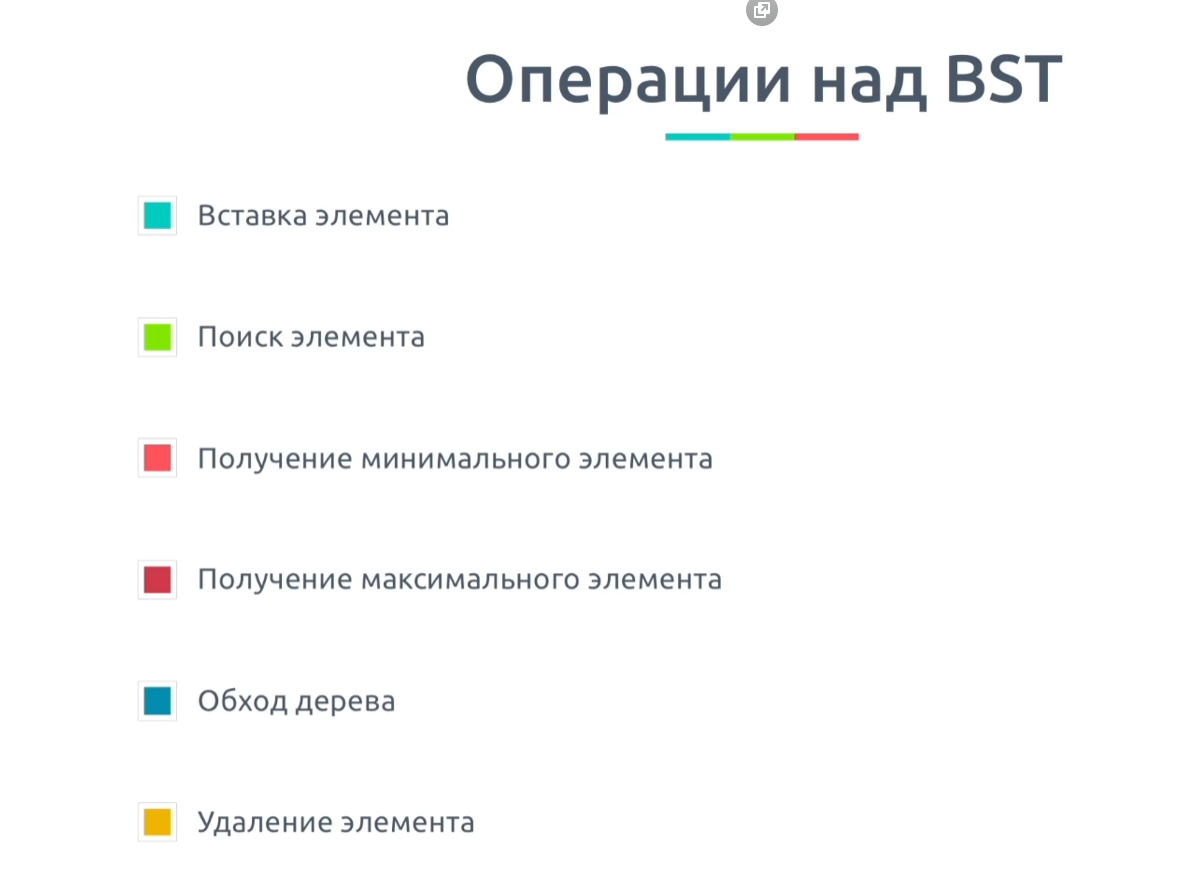 Операции над BST
Вставка элемента
Поиск элемента
Получение минимального элемента
Получение максимального элемента
Обход дерева
Удаление элемента